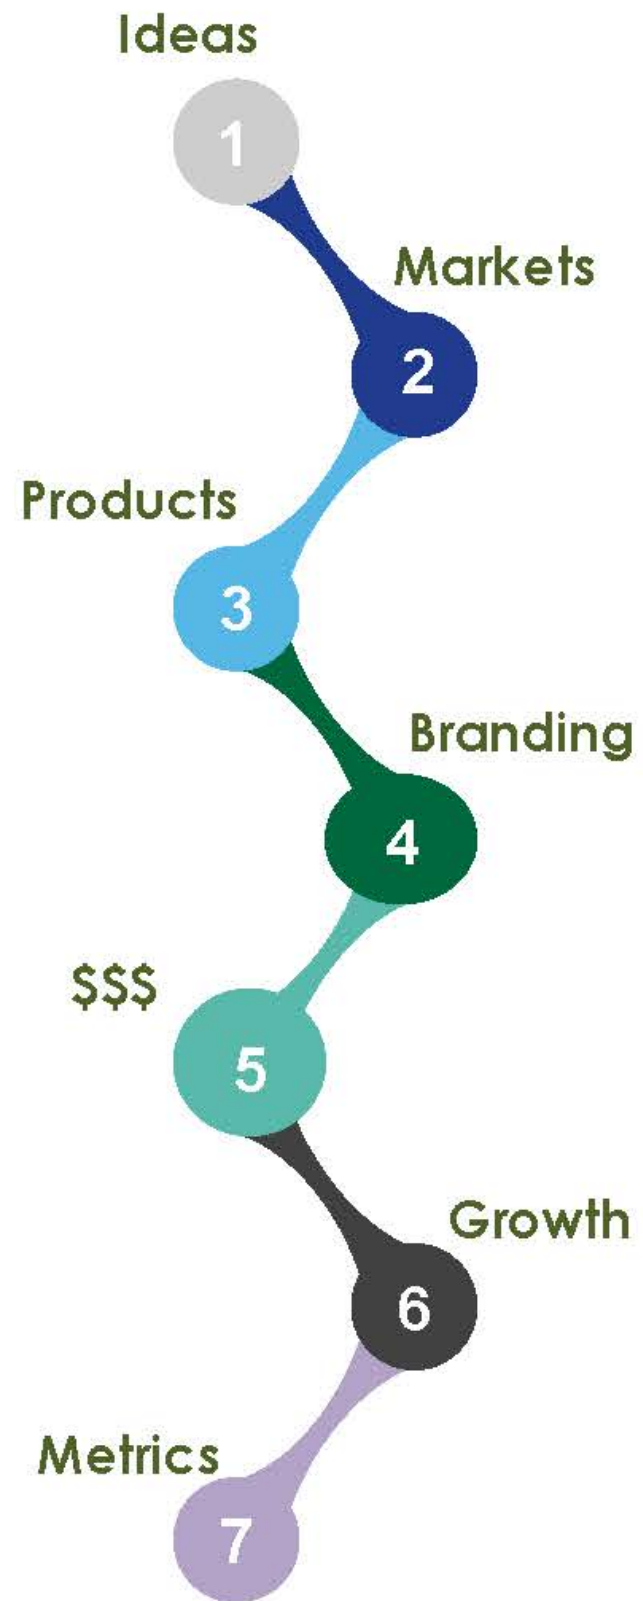 Ideas
1
Markets
2
Products
3
Branding
4
$$$
5
Growth
6
Metrics
7